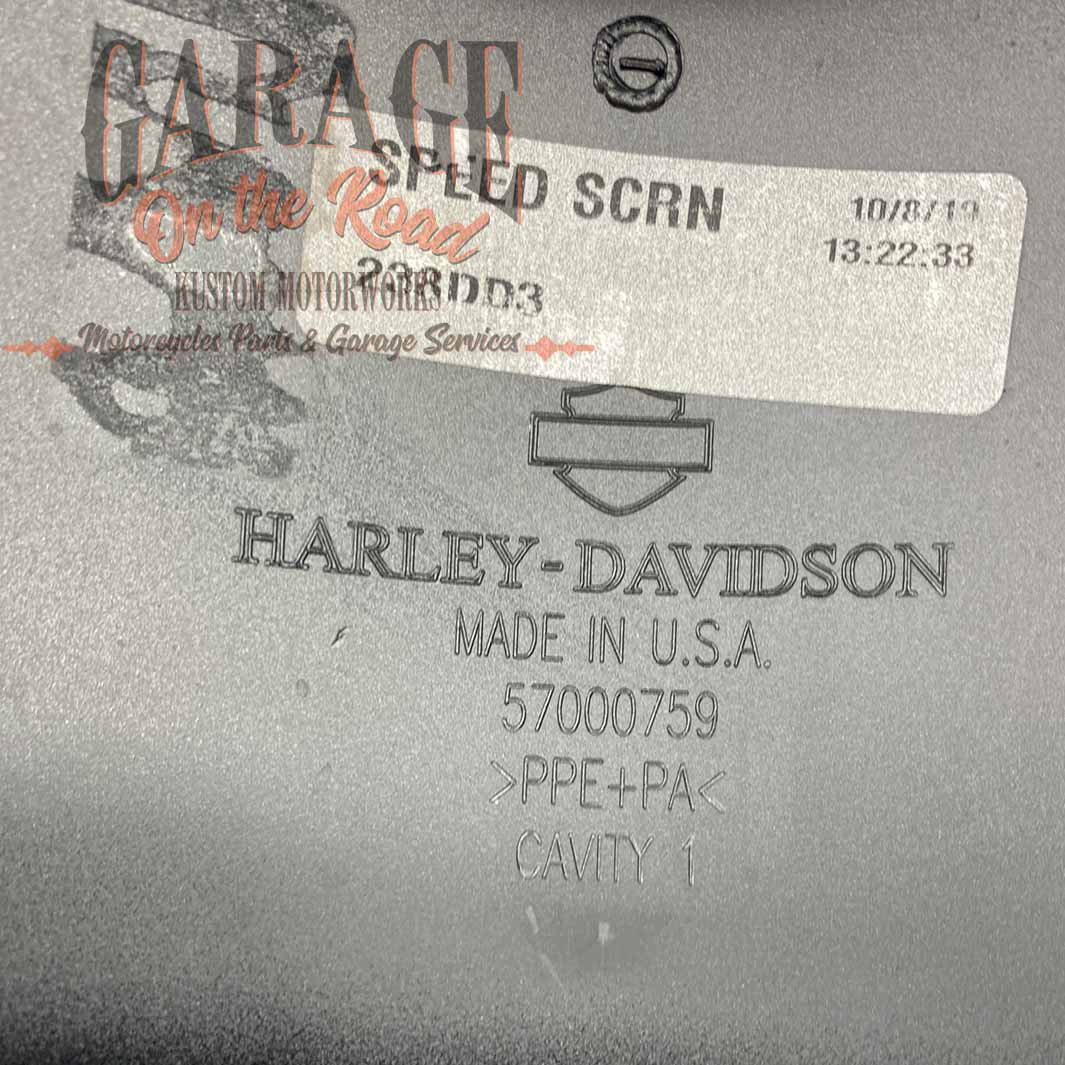 GARAGE
On the Road
KUSTOM MOTORWORKS
Motorcycles Parts & Garage Services
SPEED SCRN
10/8/19
13:22:33
HARLEY-DAVIDSON
MADE IN U.S.A.
57000759
>PPE+PA<
CAVITY 1